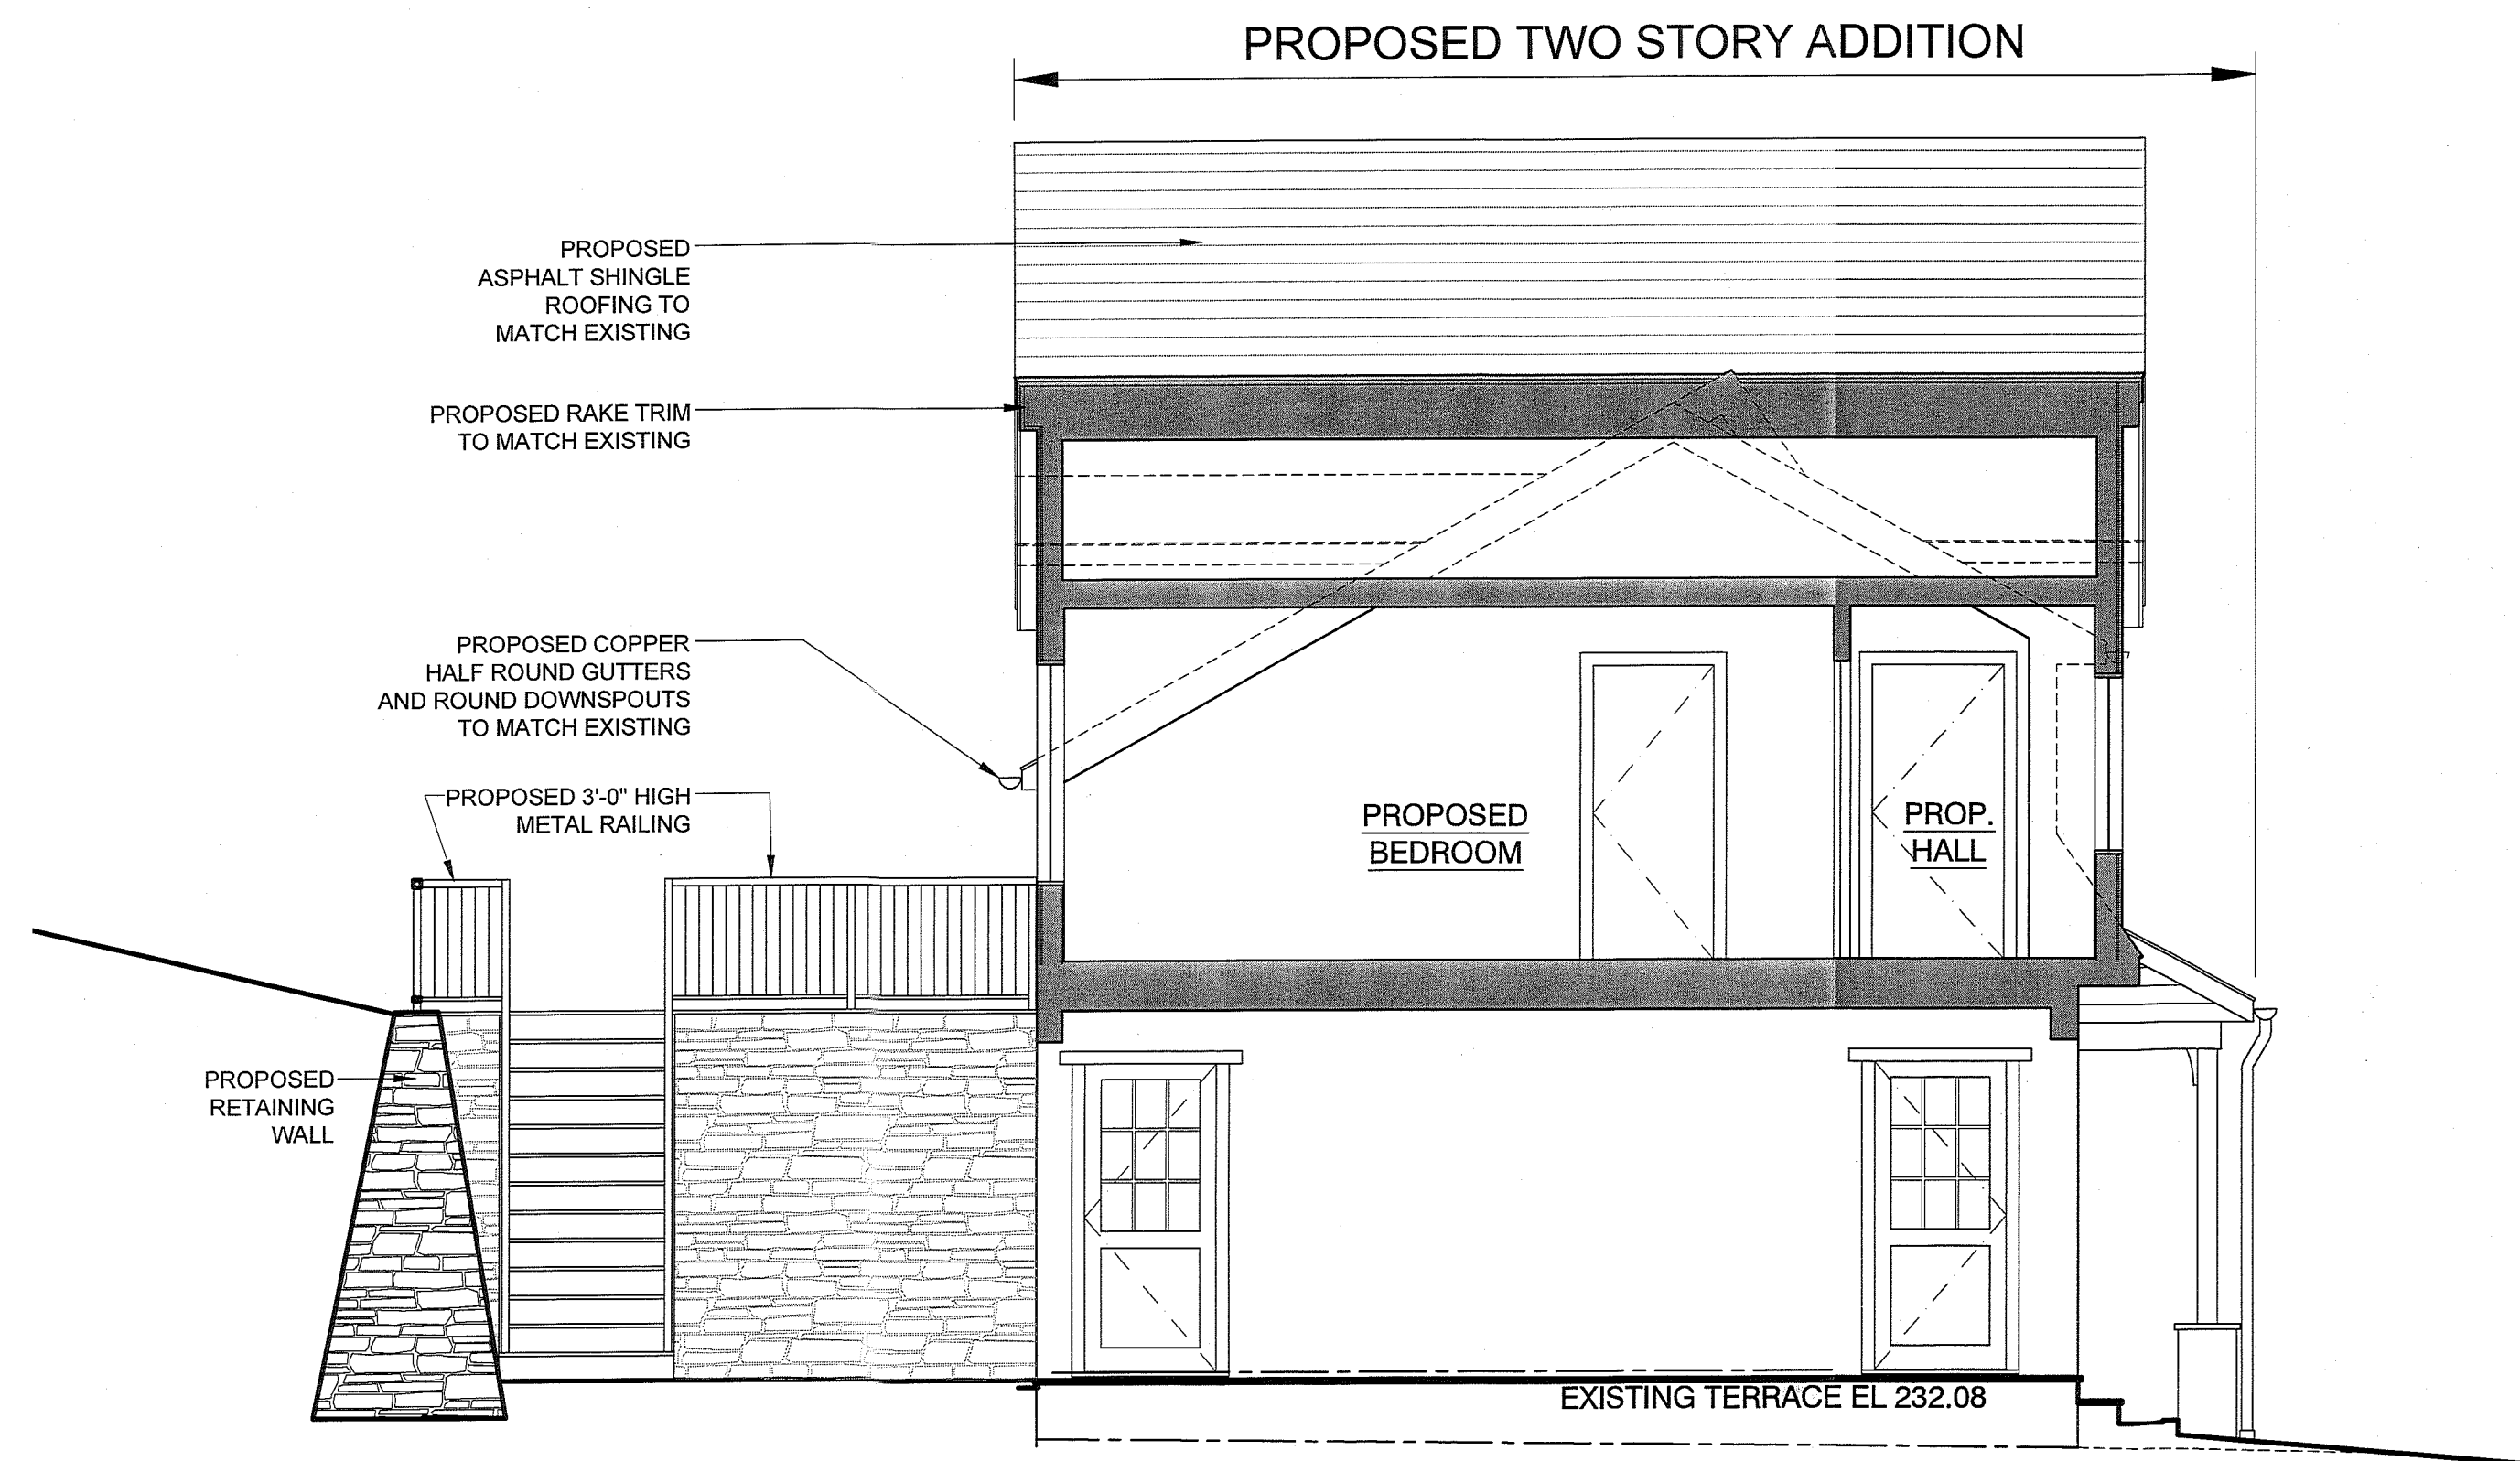 PROPOSED TWO STORY ADDITION
PROPOSED
ASPHALT SHINGLE
ROOFING TO
MATCH EXISTING
PROPOSED RAKE TRIM
TO MATCH EXISTING
PROPOSED COPPER
HALF ROUND GUTTERS
AND ROUND DOWNSPOUTS
TO MATCH EXISTING
PROPOSED 3'-0" HIGH
METAL RAILING
PROPOSED
BEDROOM
PROP.
HALL
PROPOSED
RETAINING
WALL
EXISTING TERRACE EL 232.08